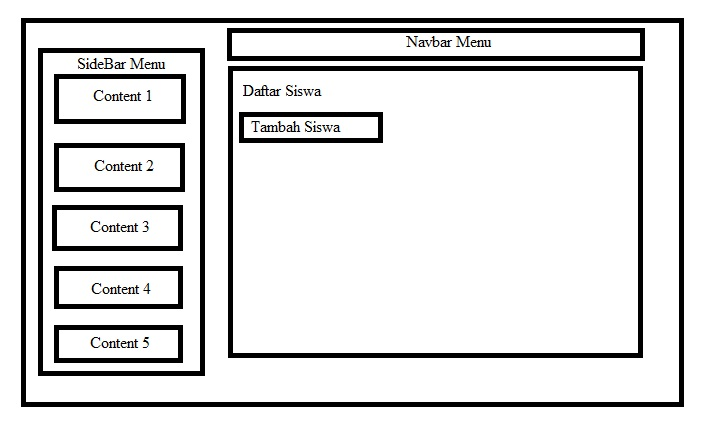 Navbar Menu
SideBar Menu
Content 1
Content 2
Content 3
Content 4
Content 5
Daftar Siswa
Tambah Siswa